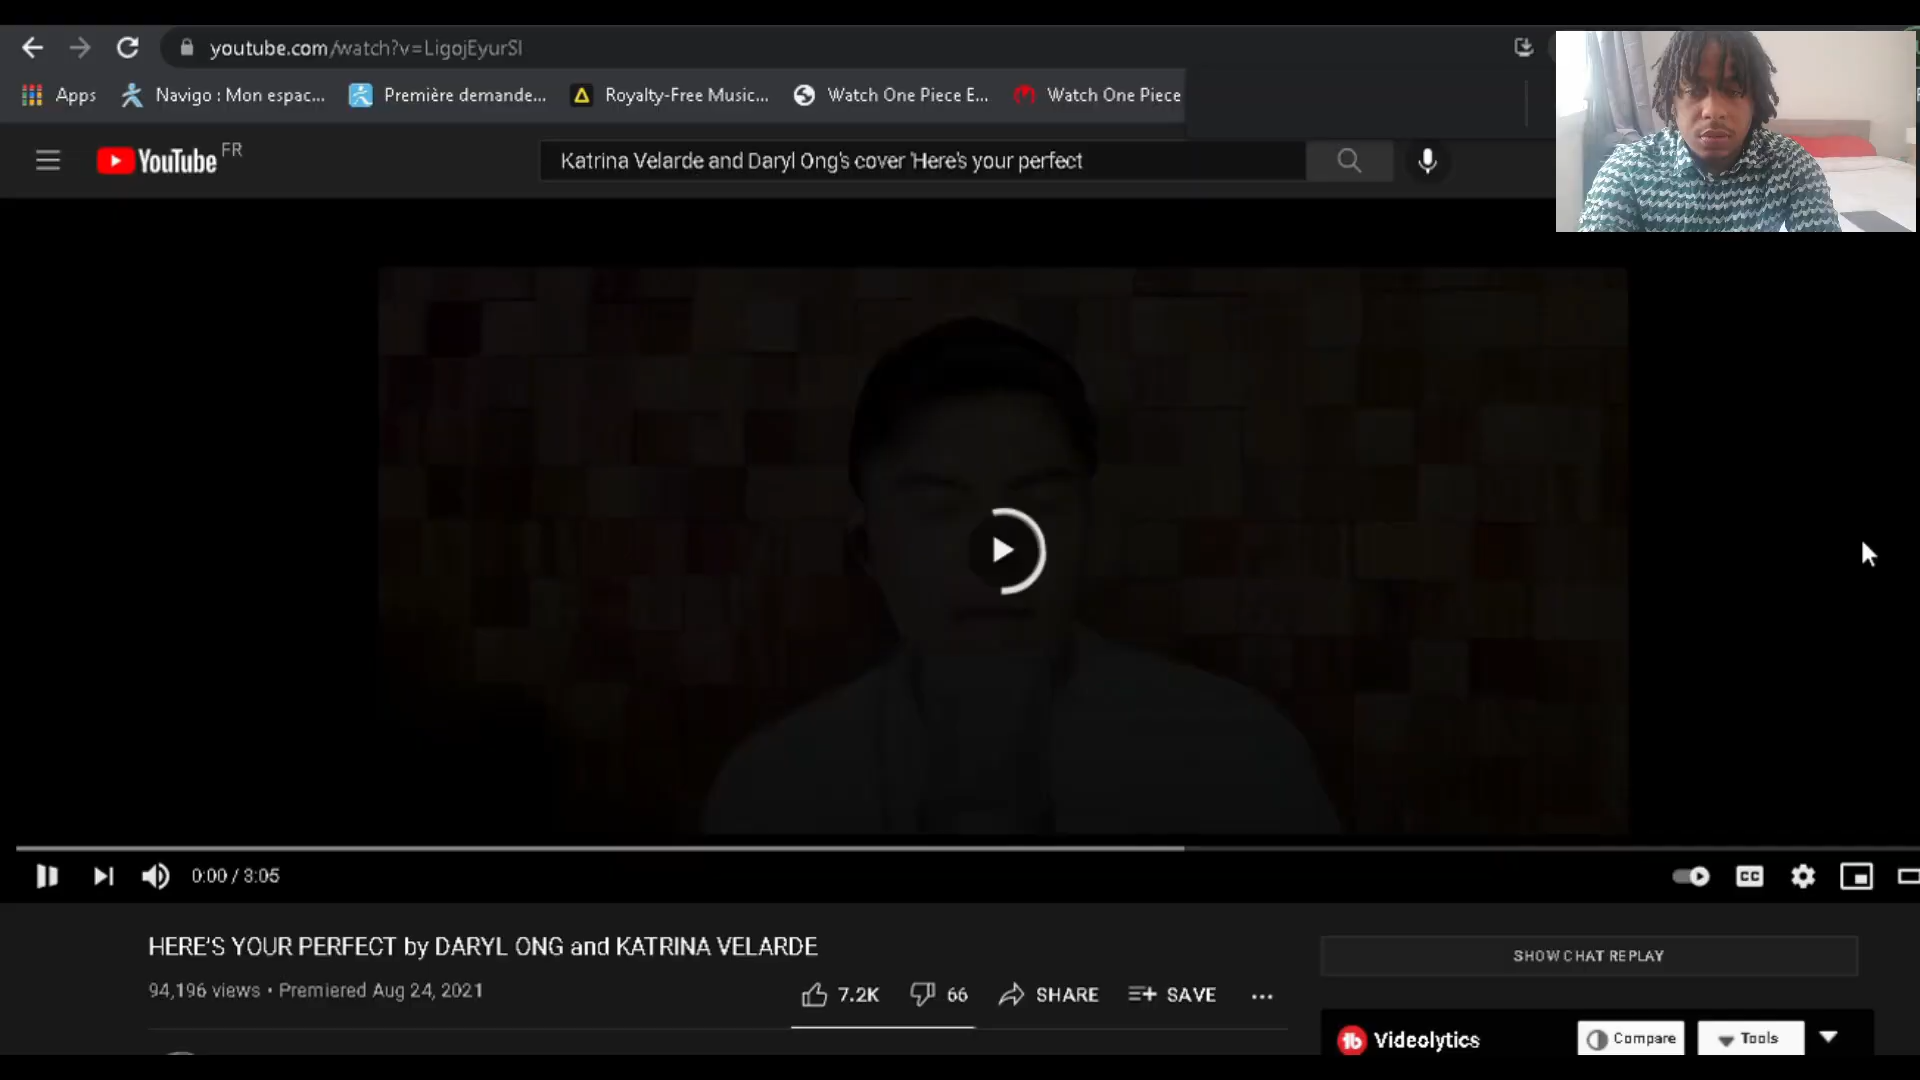 youtube.com/watch?v=LigojEyurSI
Apps
Navigo : Mon espac...
Première demande...
Royalty-Free Music...
Watch One Piece E...
Watch One Piece
YouTube FR
Katrina Velarde and Daryl Ong's cover 'Here's your perfect
0:00 / 3:05
CC
HERE'S YOUR PERFECT by DARYL ONG and KATRINA VELARDE
94,196 views • Premiered Aug 24, 2021
7.2K
66
SHARE
SAVE
SHOW CHAT REPLAY
Videolytics
Compare
Tools